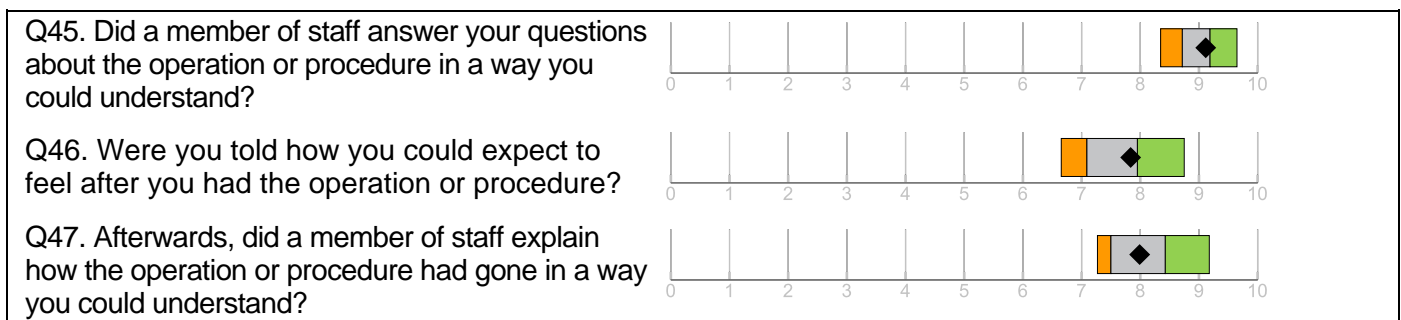 Q45. Did a member of staff answer your questions
about the operation or procedure in a way you
could understand?
0 1 2 3 4 5 6 7 8 9 10
Q46. Were you told how you could expect to
feel after you had the operation or procedure?
0 1 2 3 4 5 6 7 8 9 10
Q47. Afterwards, did a member of staff explain
how the operation or procedure had gone in a way
you could understand?
0 1 2 3 4 5 6 7 8 9 10